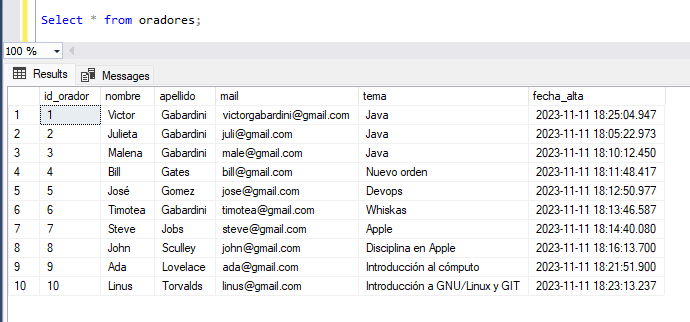 Select * from oradores;
100 %
Results Messages
id_orador nombre apellido mail tema fecha_alta
1 1 Victor Gabardini victorgabardini@gmail.com Java 2023-11-11 18:25:04.947
2 2 Julieta Gabardini juli@gmail.com Java 2023-11-11 18:05:22.973
3 3 Malena Gabardini male@gmail.com Java 2023-11-11 18:10:12.450
4 4 Bill Gates bill@gmail.com Nuevo orden 2023-11-11 18:11:48.417
5 5 José Gomez jose@gmail.com Devops 2023-11-11 18:12:50.977
6 6 Timotea Gabardini timotea@gmail.com Whiskas 2023-11-11 18:13:46.587
7 7 Steve Jobs steve@gmail.com Apple 2023-11-11 18:14:40.080
8 8 John Sculley john@gmail.com Disciplina en Apple 2023-11-11 18:16:13.700
9 9 Ada Lovelace ada@gmail.com Introducción al cómputo 2023-11-11 18:21:51.900
10 10 Linus Torvalds linus@gmail.com Introducción a GNU/Linux y GIT 2023-11-11 18:23:13.237